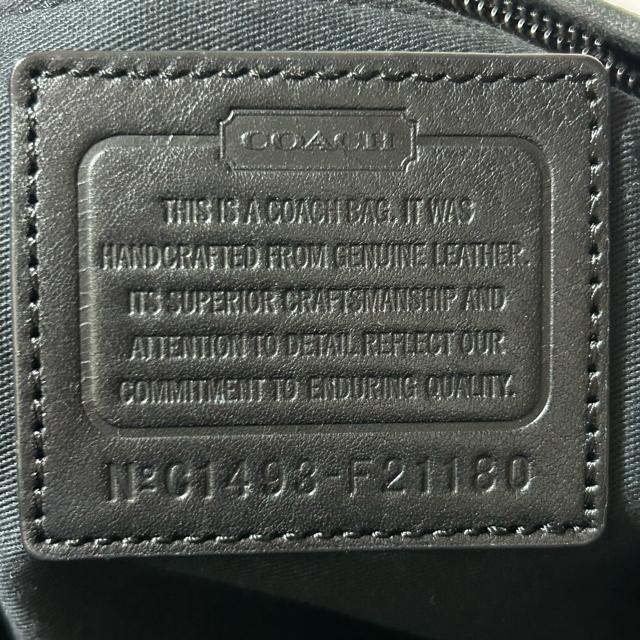 COACH
THIS IS A COACH BAG. IT WAS
HANDCRAFTED FROM GENUINE LEATHER.
ITS SUPERIOR CRAFTSMANSHIP AND
ATTENTION TO DETAIL REFLECT OUR
COMMITMENT TO ENDURING QUALITY.
Nº C1493-F21180